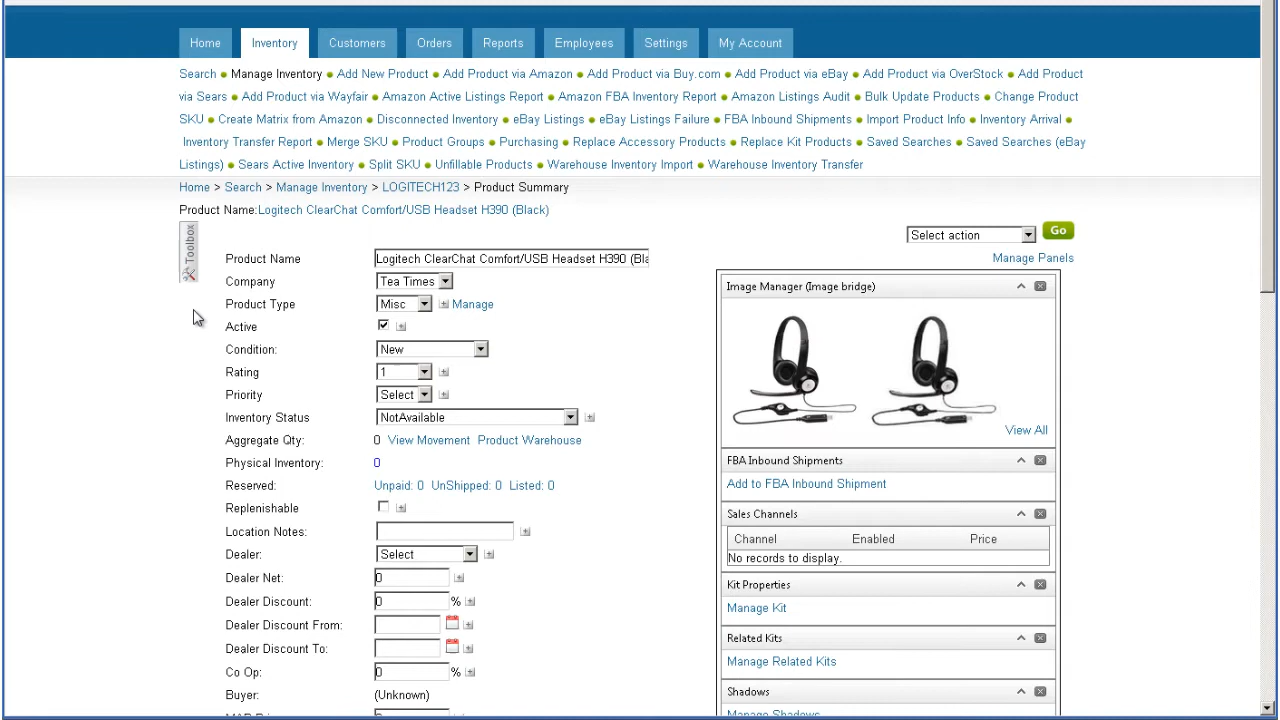 Home Inventory Customers Orders Reports Employees Settings My Account
Search Manage Inventory Add New Product Add Product via Amazon Add Product via Buy.com Add Product via eBay Add Product via OverStock Add Product
via Sears Add Product via Wayfair Amazon Active Listings Report Amazon FBA Inventory Report Amazon Listings Audit Bulk Update Products Change Product
SKU Create Matrix from Amazon Disconnected Inventory eBay Listings eBay Listings Failure FBA Inbound Shipments Import Product Info Inventory Arrival
Inventory Transfer Report Merge SKU Product Groups Purchasing Replace Accessory Products Replace Kit Products Saved Searches Saved Searches (eBay
Listings) Sears Active Inventory Split SKU Unfillable Products Warehouse Inventory Import Warehouse Inventory Transfer
Home > Search > Manage Inventory > LOGITECH123 > Product Summary
Product Name:Logitech ClearChat Comfort/USB Headset H390 (Black)
Toolbox
Select action Go
Manage Panels
Product Name Logitech ClearChat Comfort/USB Headset H390 (Bla
Company Tea Times
Product Type Misc Manage
Active
Condition: New
Rating 1
Priority Select
Inventory Status NotAvailable
Aggregate Qty: 0 View Movement Product Warehouse
Physical Inventory: 0
Reserved: Unpaid: 0 UnShipped: 0 Listed: 0
Replenishable
Location Notes:
Dealer: Select
Dealer Net: 0
Dealer Discount: 0 %
Dealer Discount From:
Dealer Discount To:
Co Op: 0 %
Buyer: (Unknown)
Image Manager (Image bridge)
View All
FBA Inbound Shipments
Add to FBA Inbound Shipment
Sales Channels
Channel Enabled Price
No records to display.
Kit Properties
Manage Kit
Related Kits
Manage Related Kits
Shadows
Manage Shadows